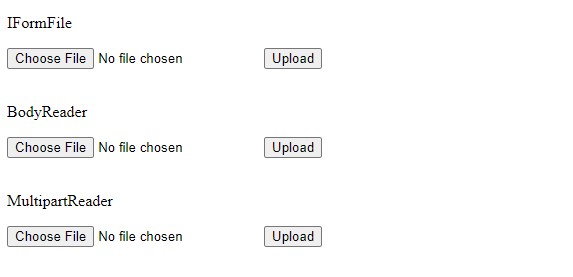 IFormFile
Choose File No file chosen Upload
BodyReader
Choose File No file chosen Upload
MultipartReader
Choose File No file chosen Upload